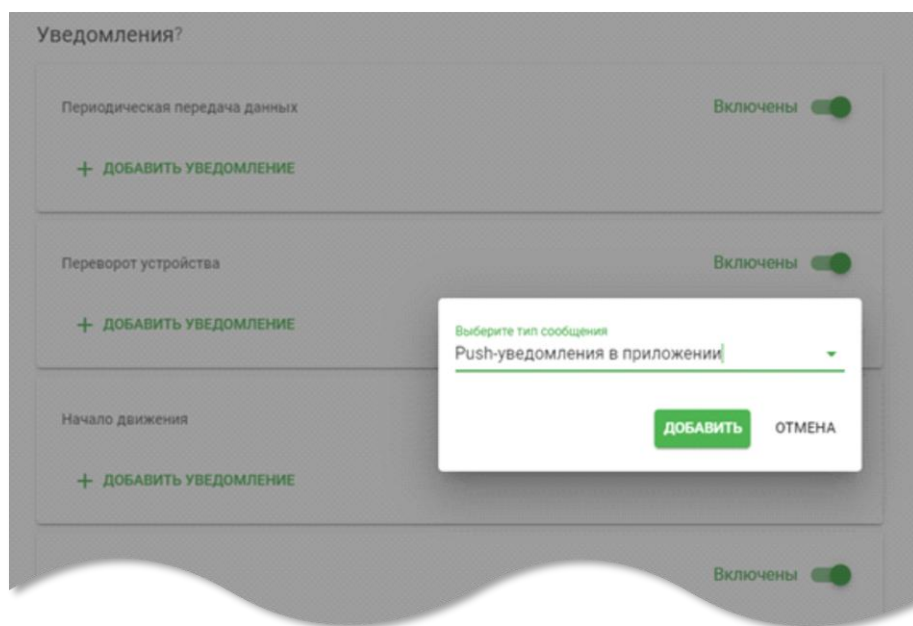 Уведомления?
Периодическая передача данных
Включены
+ ДОБАВИТЬ УВЕДОМЛЕНИЕ
Переворот устройства
Включены
+ ДОБАВИТЬ УВЕДОМЛЕНИЕ
Выберите тип сообщения
Push-уведомления в приложении
ДОБАВИТЬ ОТМЕНА
Начало движения
+ ДОБАВИТЬ УВЕДОМЛЕНИЕ
Включены